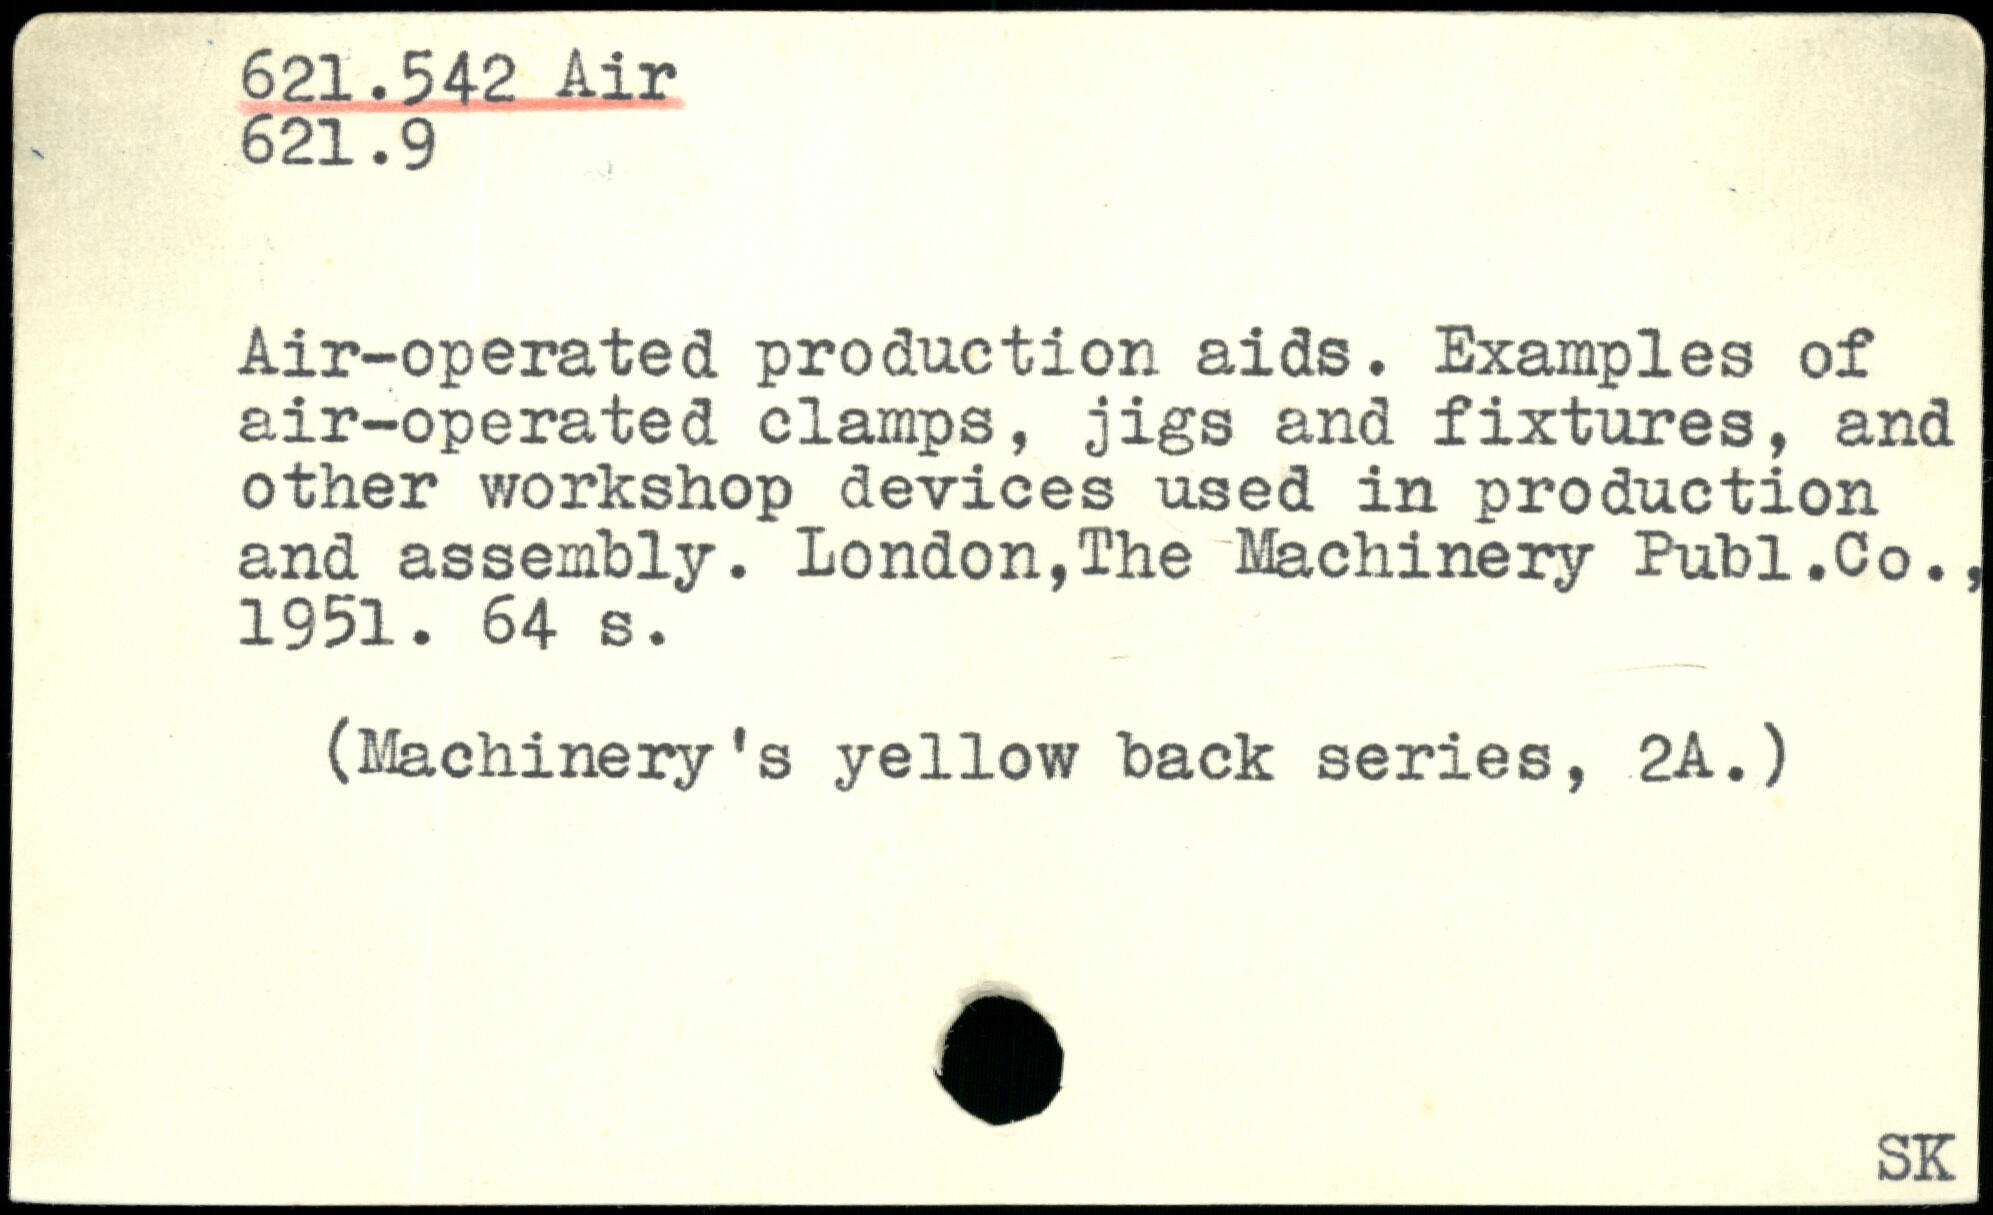 621.542 Air
621.9
Air-operated production aids. Examples of
air-operated clamps, jigs and fixtures, and
other workshop devices used in production
and assembly. London,The Machinery Publ.Co.,
1951. 64 s.
(Machinery's yellow back series, 2A.)
SK